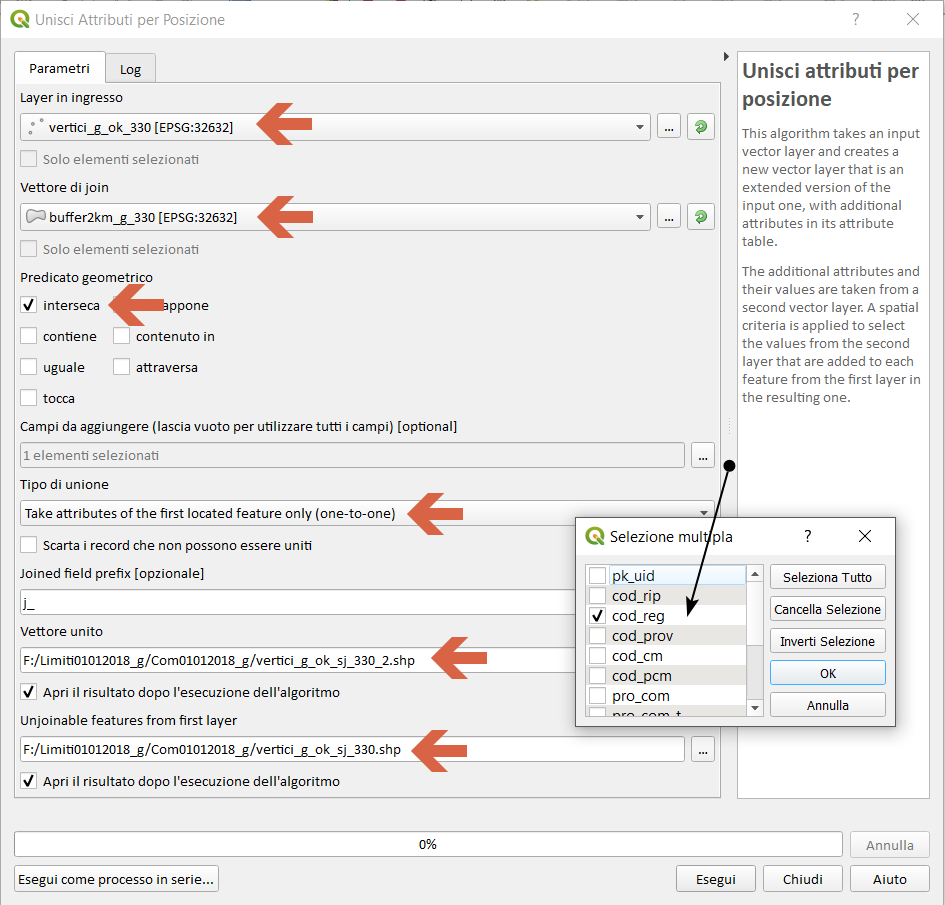 Unisci Attributi per Posizione
?
Parametri
Log
Layer in ingresso
vertici_g_ok_330 [EPSG:32632]
...
Solo elementi selezionati
Vettore di join
buffer2km_g_330 [EPSG:32632]
...
Solo elementi selezionati
Predicato geometrico
interseca
appone
contiene
contenuto in
uguale
attraversa
tocca
Campi da aggiungere (lascia vuoto per utilizzare tutti i campi) [optional]
1 elementi selezionati
...
Tipo di unione
Take attributes of the first located feature only (one-to-one)
Scarta i record che non possono essere uniti
Joined field prefix [opzionale]
j_
Vettore unito
F:/Limiti01012018_g/Com01012018_g/vertici_g_ok_sj_330_2.shp
Apri il risultato dopo l'esecuzione dell'algoritmo
Unjoinable features from first layer
F:/Limiti01012018_g/Com01012018_g/vertici_g_ok_sj_330.shp
...
Apri il risultato dopo l'esecuzione dell'algoritmo
Unisci attributi per
posizione
This algorithm takes an input
vector layer and creates a
new vector layer that is an
extended version of the
input one, with additional
attributes in its attribute
table.
The additional attributes and
their values are taken from a
second vector layer. A spatial
criteria is applied to select
the values from the second
layer that are added to each
feature from the first layer in
the resulting one.
Selezione multipla
?
pk_uid
cod_rip
cod_reg
cod_prov
cod_cm
cod_pcm
pro_com
pro_com_t
Seleziona Tutto
Cancella Selezione
Inverti Selezione
OK
Annulla
0%
Annulla
Esegui come processo in serie...
Esegui
Chiudi
Aiuto